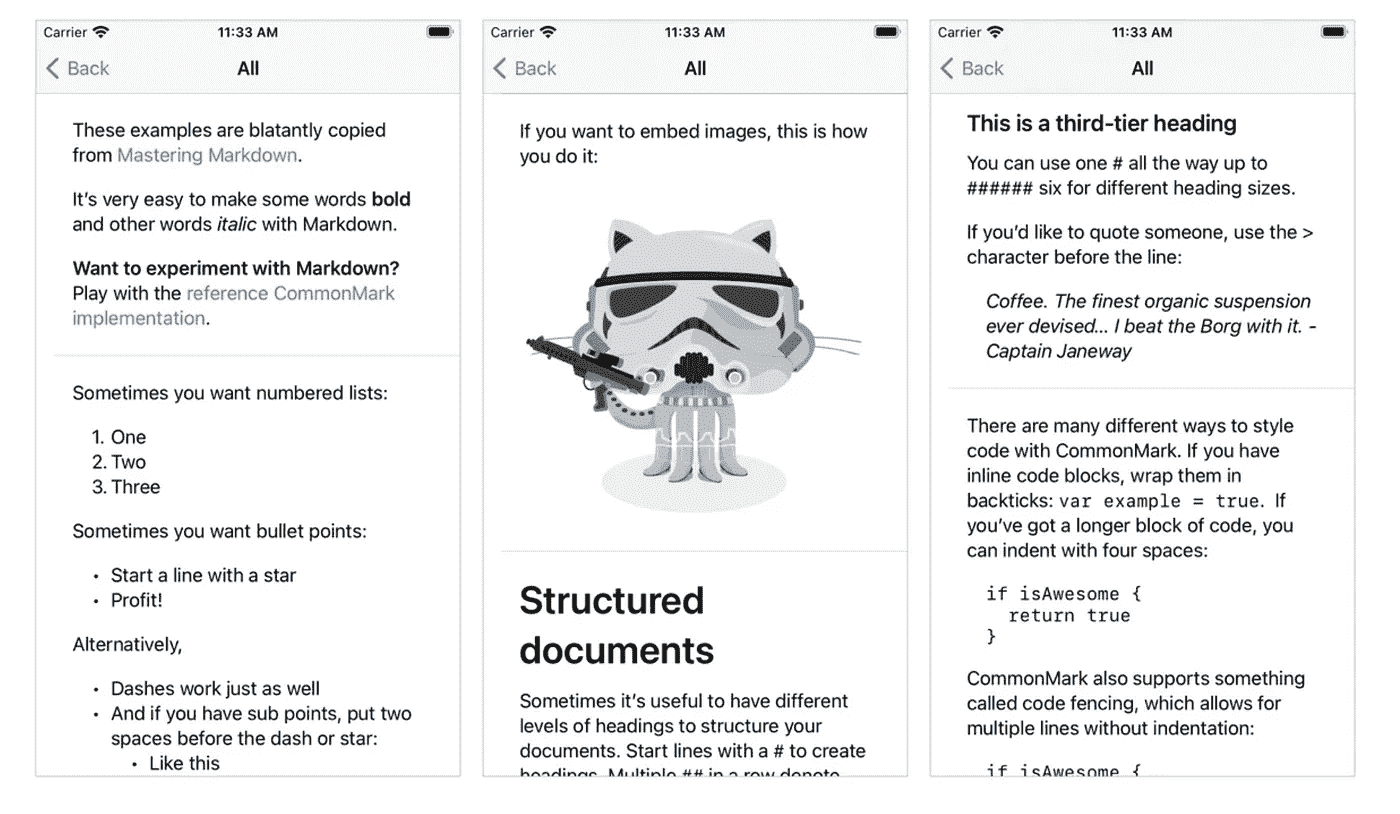 Carrier 11:33 AM
Back All
These examples are blatantly copied
from Mastering Markdown.
It's very easy to make some words bold
and other words italic with Markdown.
Want to experiment with Markdown?
Play with the reference CommonMark
implementation.
Sometimes you want numbered lists:
1. One
2. Two
3. Three
Sometimes you want bullet points:
• Start a line with a star
• Profit!
Alternatively,
• Dashes work just as well
• And if you have sub points, put two
spaces before the dash or star:
• Like this
Carrier 11:33 AM
Back All
If you want to embed images, this is how
you do it:
Structured
documents
Sometimes it's useful to have different
levels of headings to structure your
documents. Start lines with a # to create
headings. Multiple ## in a row denote
Carrier 11:33 AM
Back All
This is a third-tier heading
You can use one # all the way up to
###### six for different heading sizes.
If you'd like to quote someone, use the >
character before the line:
Coffee. The finest organic suspension
ever devised... I beat the Borg with it. -
Captain Janeway
There are many different ways to style
code with CommonMark. If you have
inline code blocks, wrap them in
backticks: var example = true. If
you've got a longer block of code, you
can indent with four spaces:
if isAwesome {
  return true
}
CommonMark also supports something
called code fencing, which allows for
multiple lines without indentation:
if isAwesome {